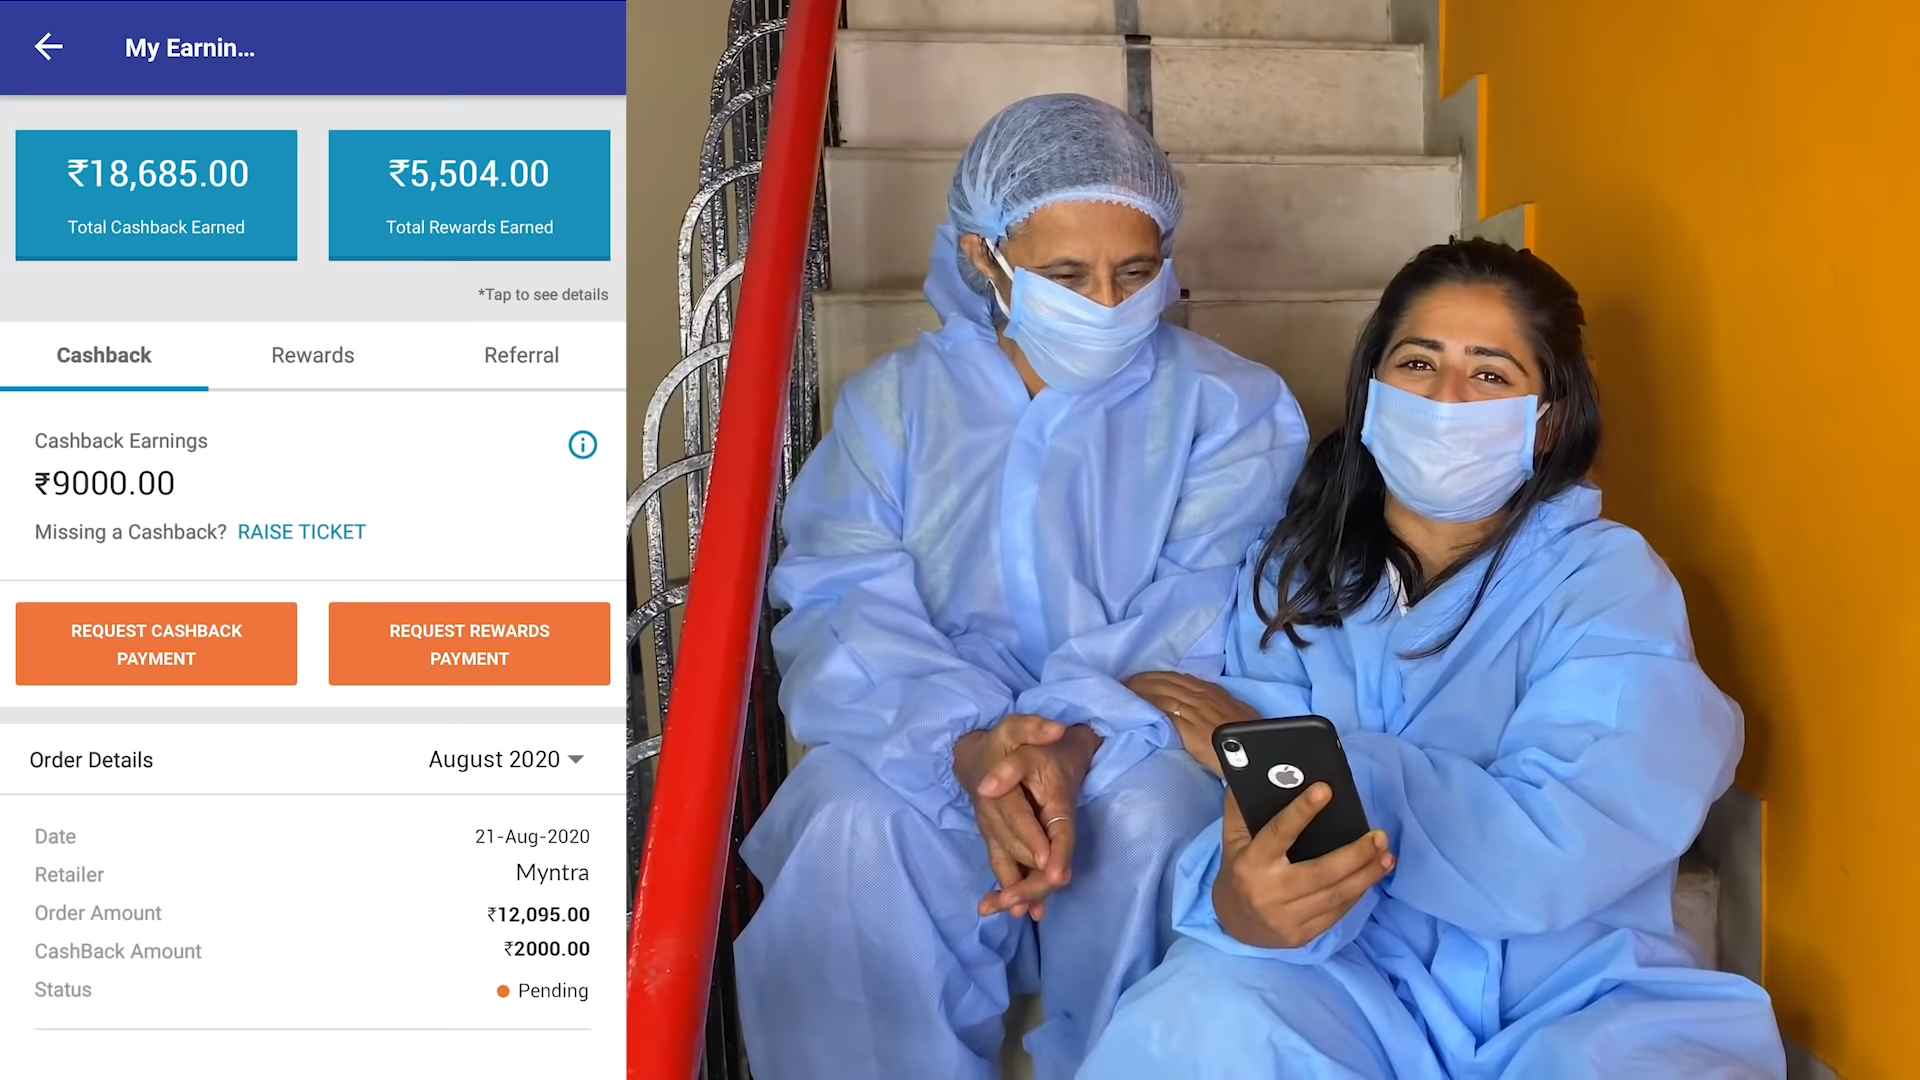 My Earnin...
₹18,685.00
Total Cashback Earned
₹5,504.00
Total Rewards Earned
*Tap to see details
Cashback Rewards Referral
Cashback Earnings
₹9000.00
Missing a Cashback? RAISE TICKET
REQUEST CASHBACK
PAYMENT
REQUEST REWARDS
PAYMENT
Order Details August 2020
Date 21-Aug-2020
Retailer Myntra
Order Amount ₹12,095.00
CashBack Amount ₹2000.00
Status Pending